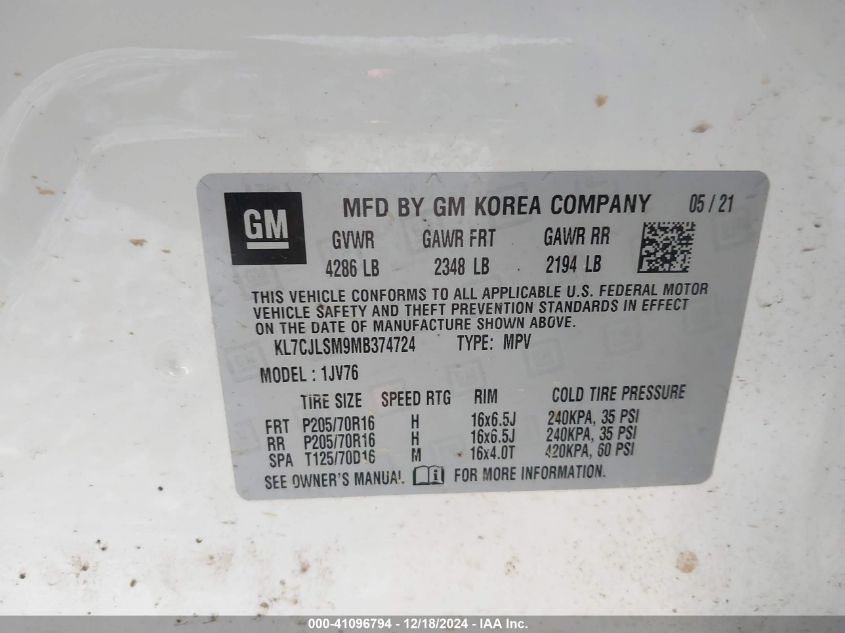 GM
MFD BY GM KOREA COMPANY 05 / 21
GVWR GAWR FRT GAWR RR
4286 LB 2348 LB 2194 LB
THIS VEHICLE CONFORMS TO ALL APPLICABLE U.S. FEDERAL MOTOR
VEHICLE SAFETY AND THEFT PREVENTION STANDARDS IN EFFECT
ON THE DATE OF MANUFACTURE SHOWN ABOVE.
KL7CJLSM9MB374724 TYPE: MPV
MODEL: 1JV76
TIRE SIZE SPEED RTG RIM COLD TIRE PRESSURE
FRT P205/70R16 H 16x6.5J 240KPA, 35 PSI
RR P205/70R16 H 16x6.5J 240KPA, 35 PSI
SPA T125/70D16 M 16x4.0T 420KPA, 60 PSI
SEE OWNER'S MANUAL. FOR MORE INFORMATION.
000-41096794 - 12/18/2024 - IAA Inc.